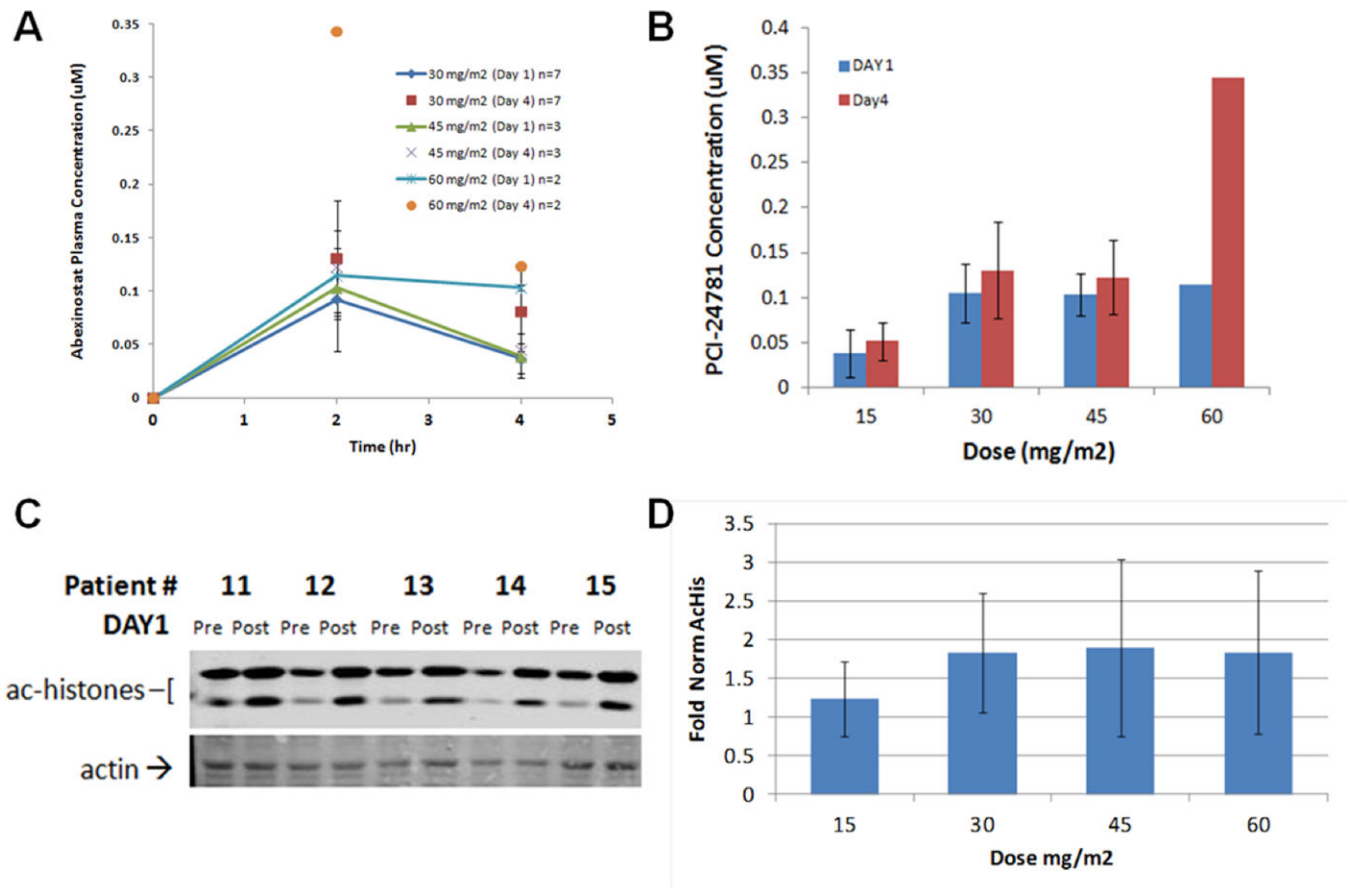 A
Abexinostat Plasma Concentration (uM)
0.35
0.3
0.25
0.2
0.15
0.1
0.05
0
0 1 2 3 4 5
Time (hr)
30 mg/m2 (Day 1) n=7
30 mg/m2 (Day 4) n=7
45 mg/m2 (Day 1) n=3
45 mg/m2 (Day 4) n=3
60 mg/m2 (Day 1) n=2
60 mg/m2 (Day 4) n=2
B
PCI-24781 Concentration (uM)
0.4
0.35
0.3
0.25
0.2
0.15
0.1
0.05
0
DAY1
Day4
15 30 45 60
Dose (mg/m2)
C
Patient # 11 12 13 14 15
DAY1 Pre Post Pre Post Pre Post Pre Post Pre Post
ac-histones–[
actin →
D
Fold Norm AcHis
3.5
3
2.5
2
1.5
1
0.5
0
15 30 45 60
Dose mg/m2